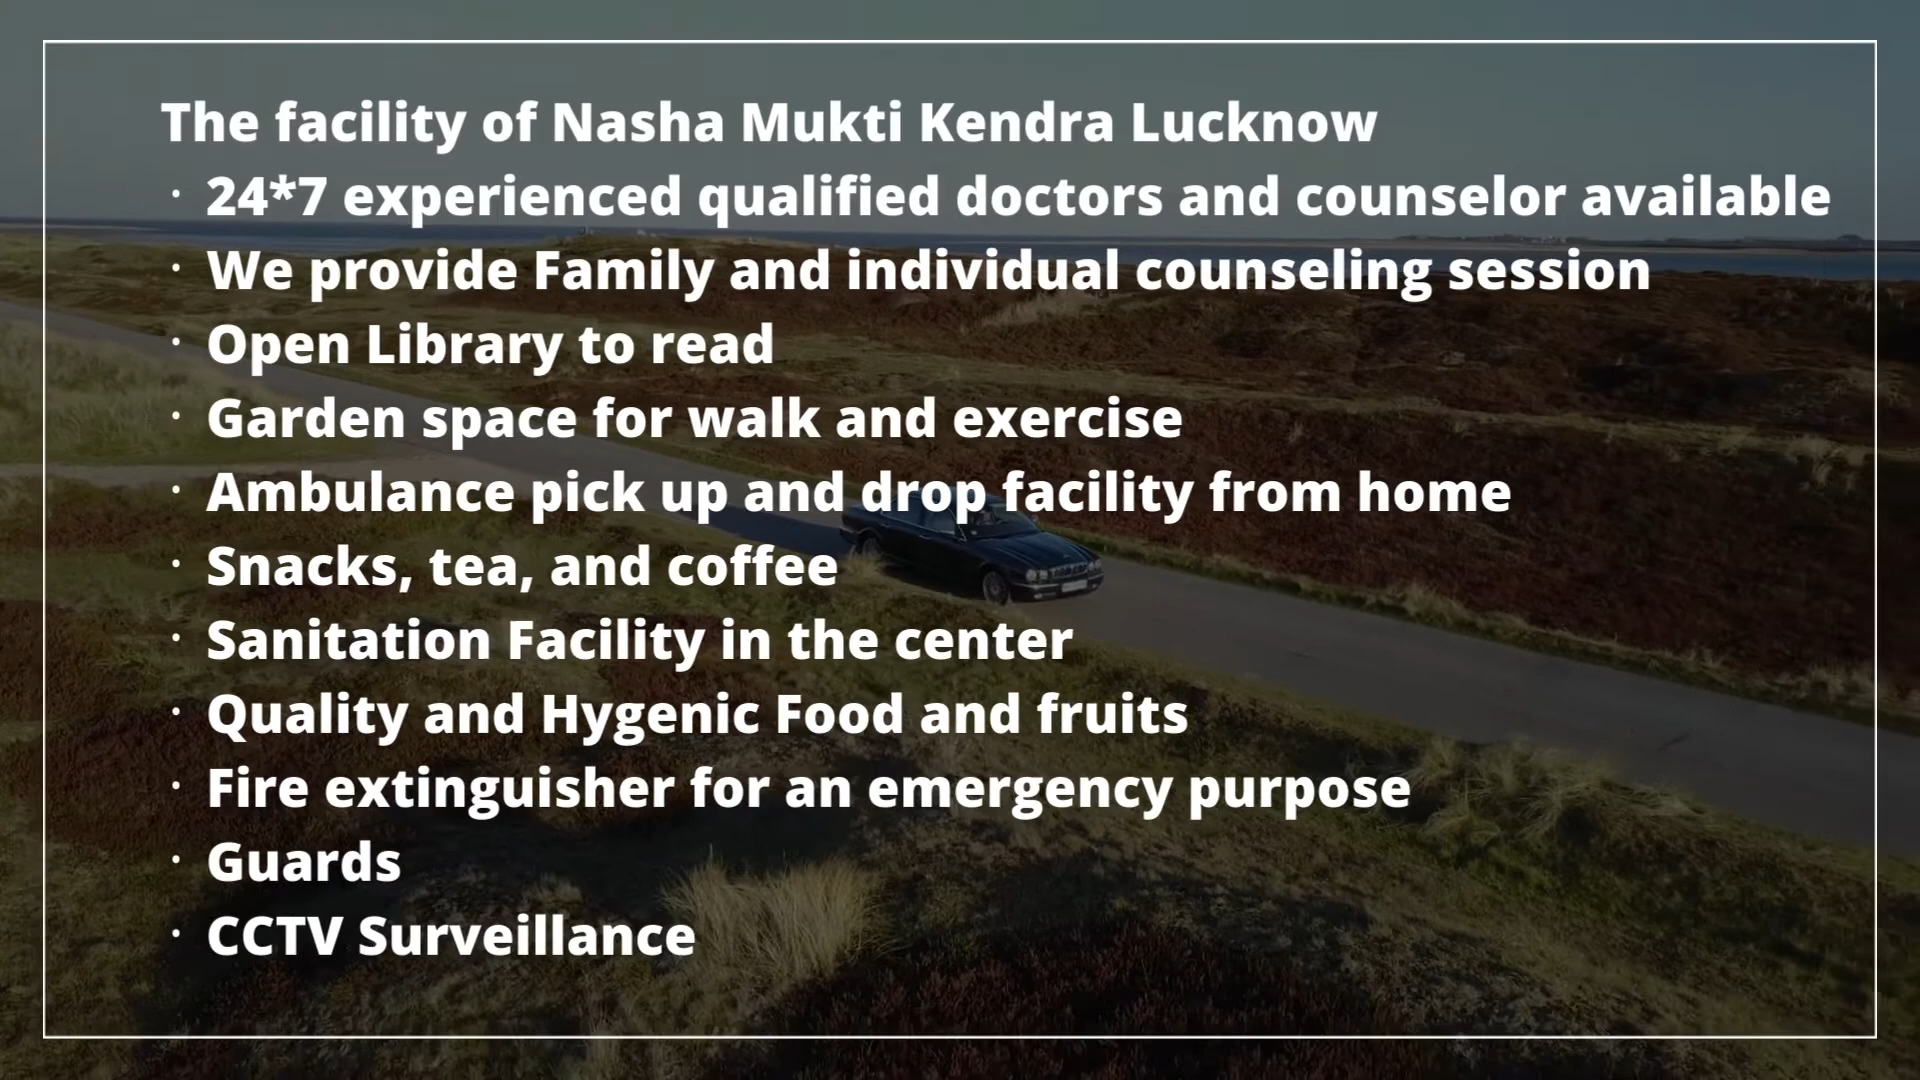 The facility of Nasha Mukti Kendra Lucknow
· 24*7 experienced qualified doctors and counselor available
· We provide Family and individual counseling session
· Open Library to read
· Garden space for walk and exercise
· Ambulance pick up and drop facility from home
· Snacks, tea, and coffee
· Sanitation Facility in the center
· Quality and Hygenic Food and fruits
· Fire extinguisher for an emergency purpose
· Guards
· CCTV Surveillance